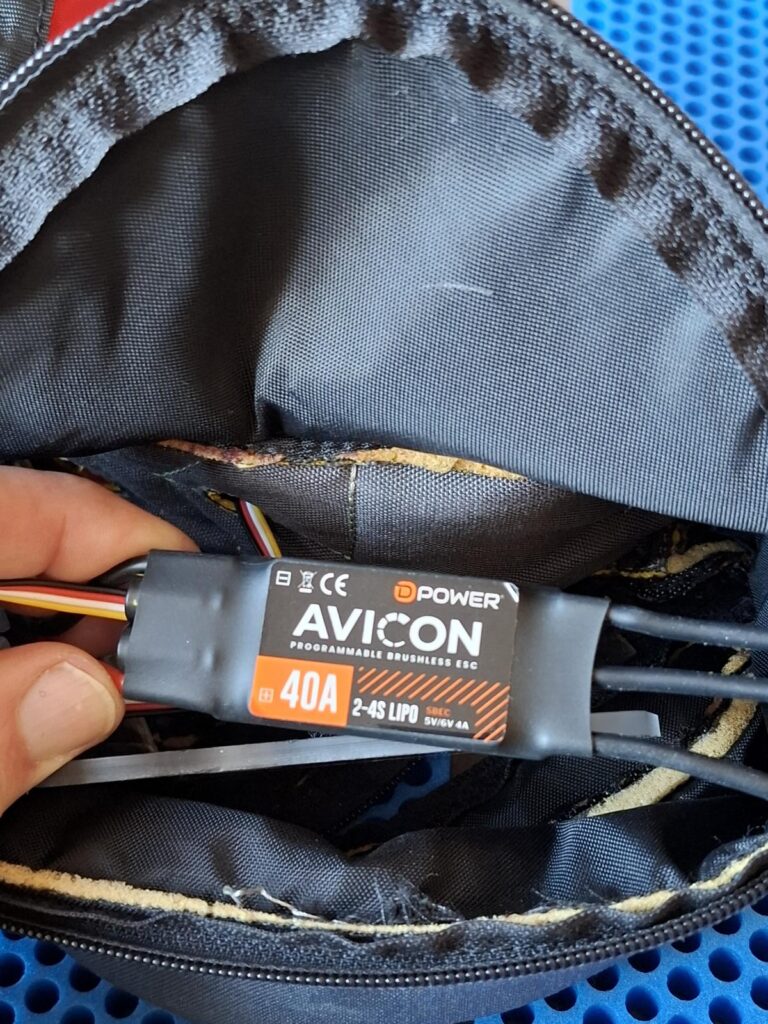 CE
DPOWER
AVICON
PROGRAMMABLE BRUSHLESS ESC
40A
2-4S LIPO
SBEC
5V/6V 4A